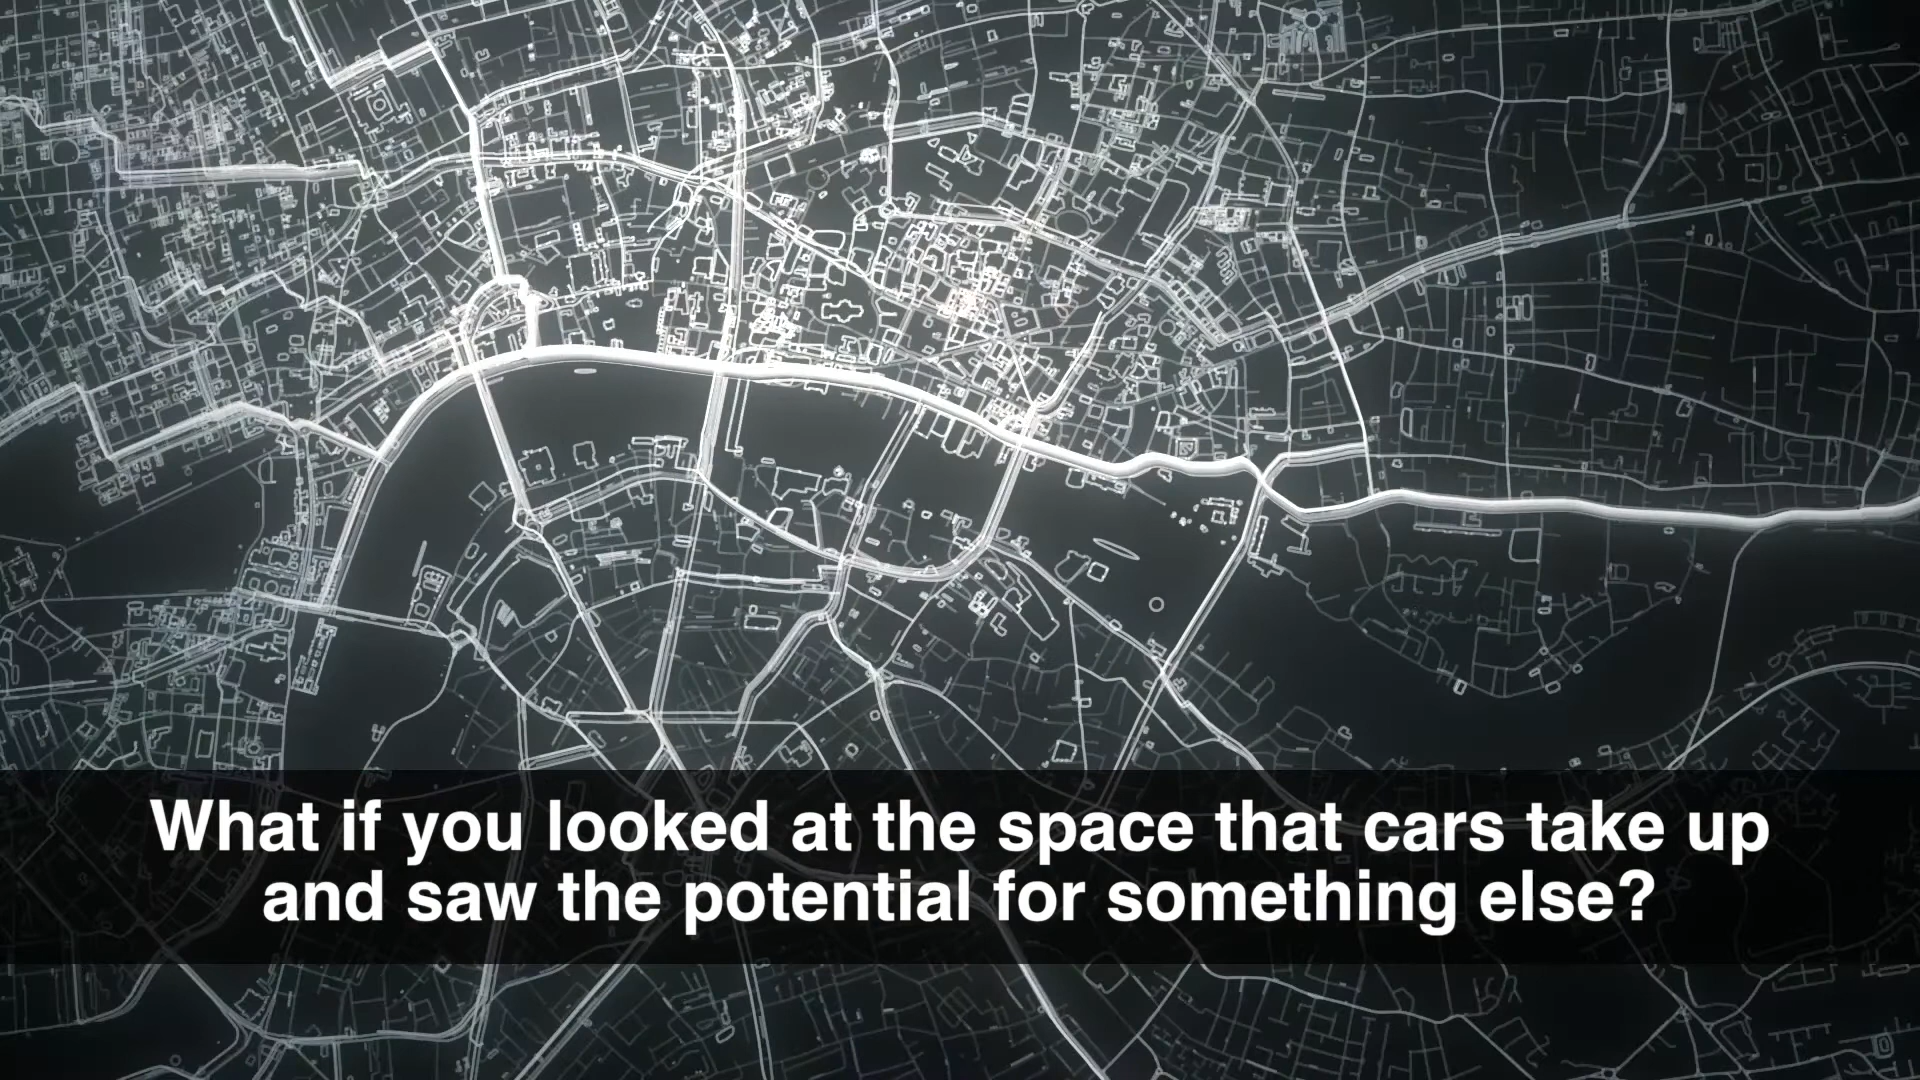 What if you looked at the space that cars take up
and saw the potential for something else?